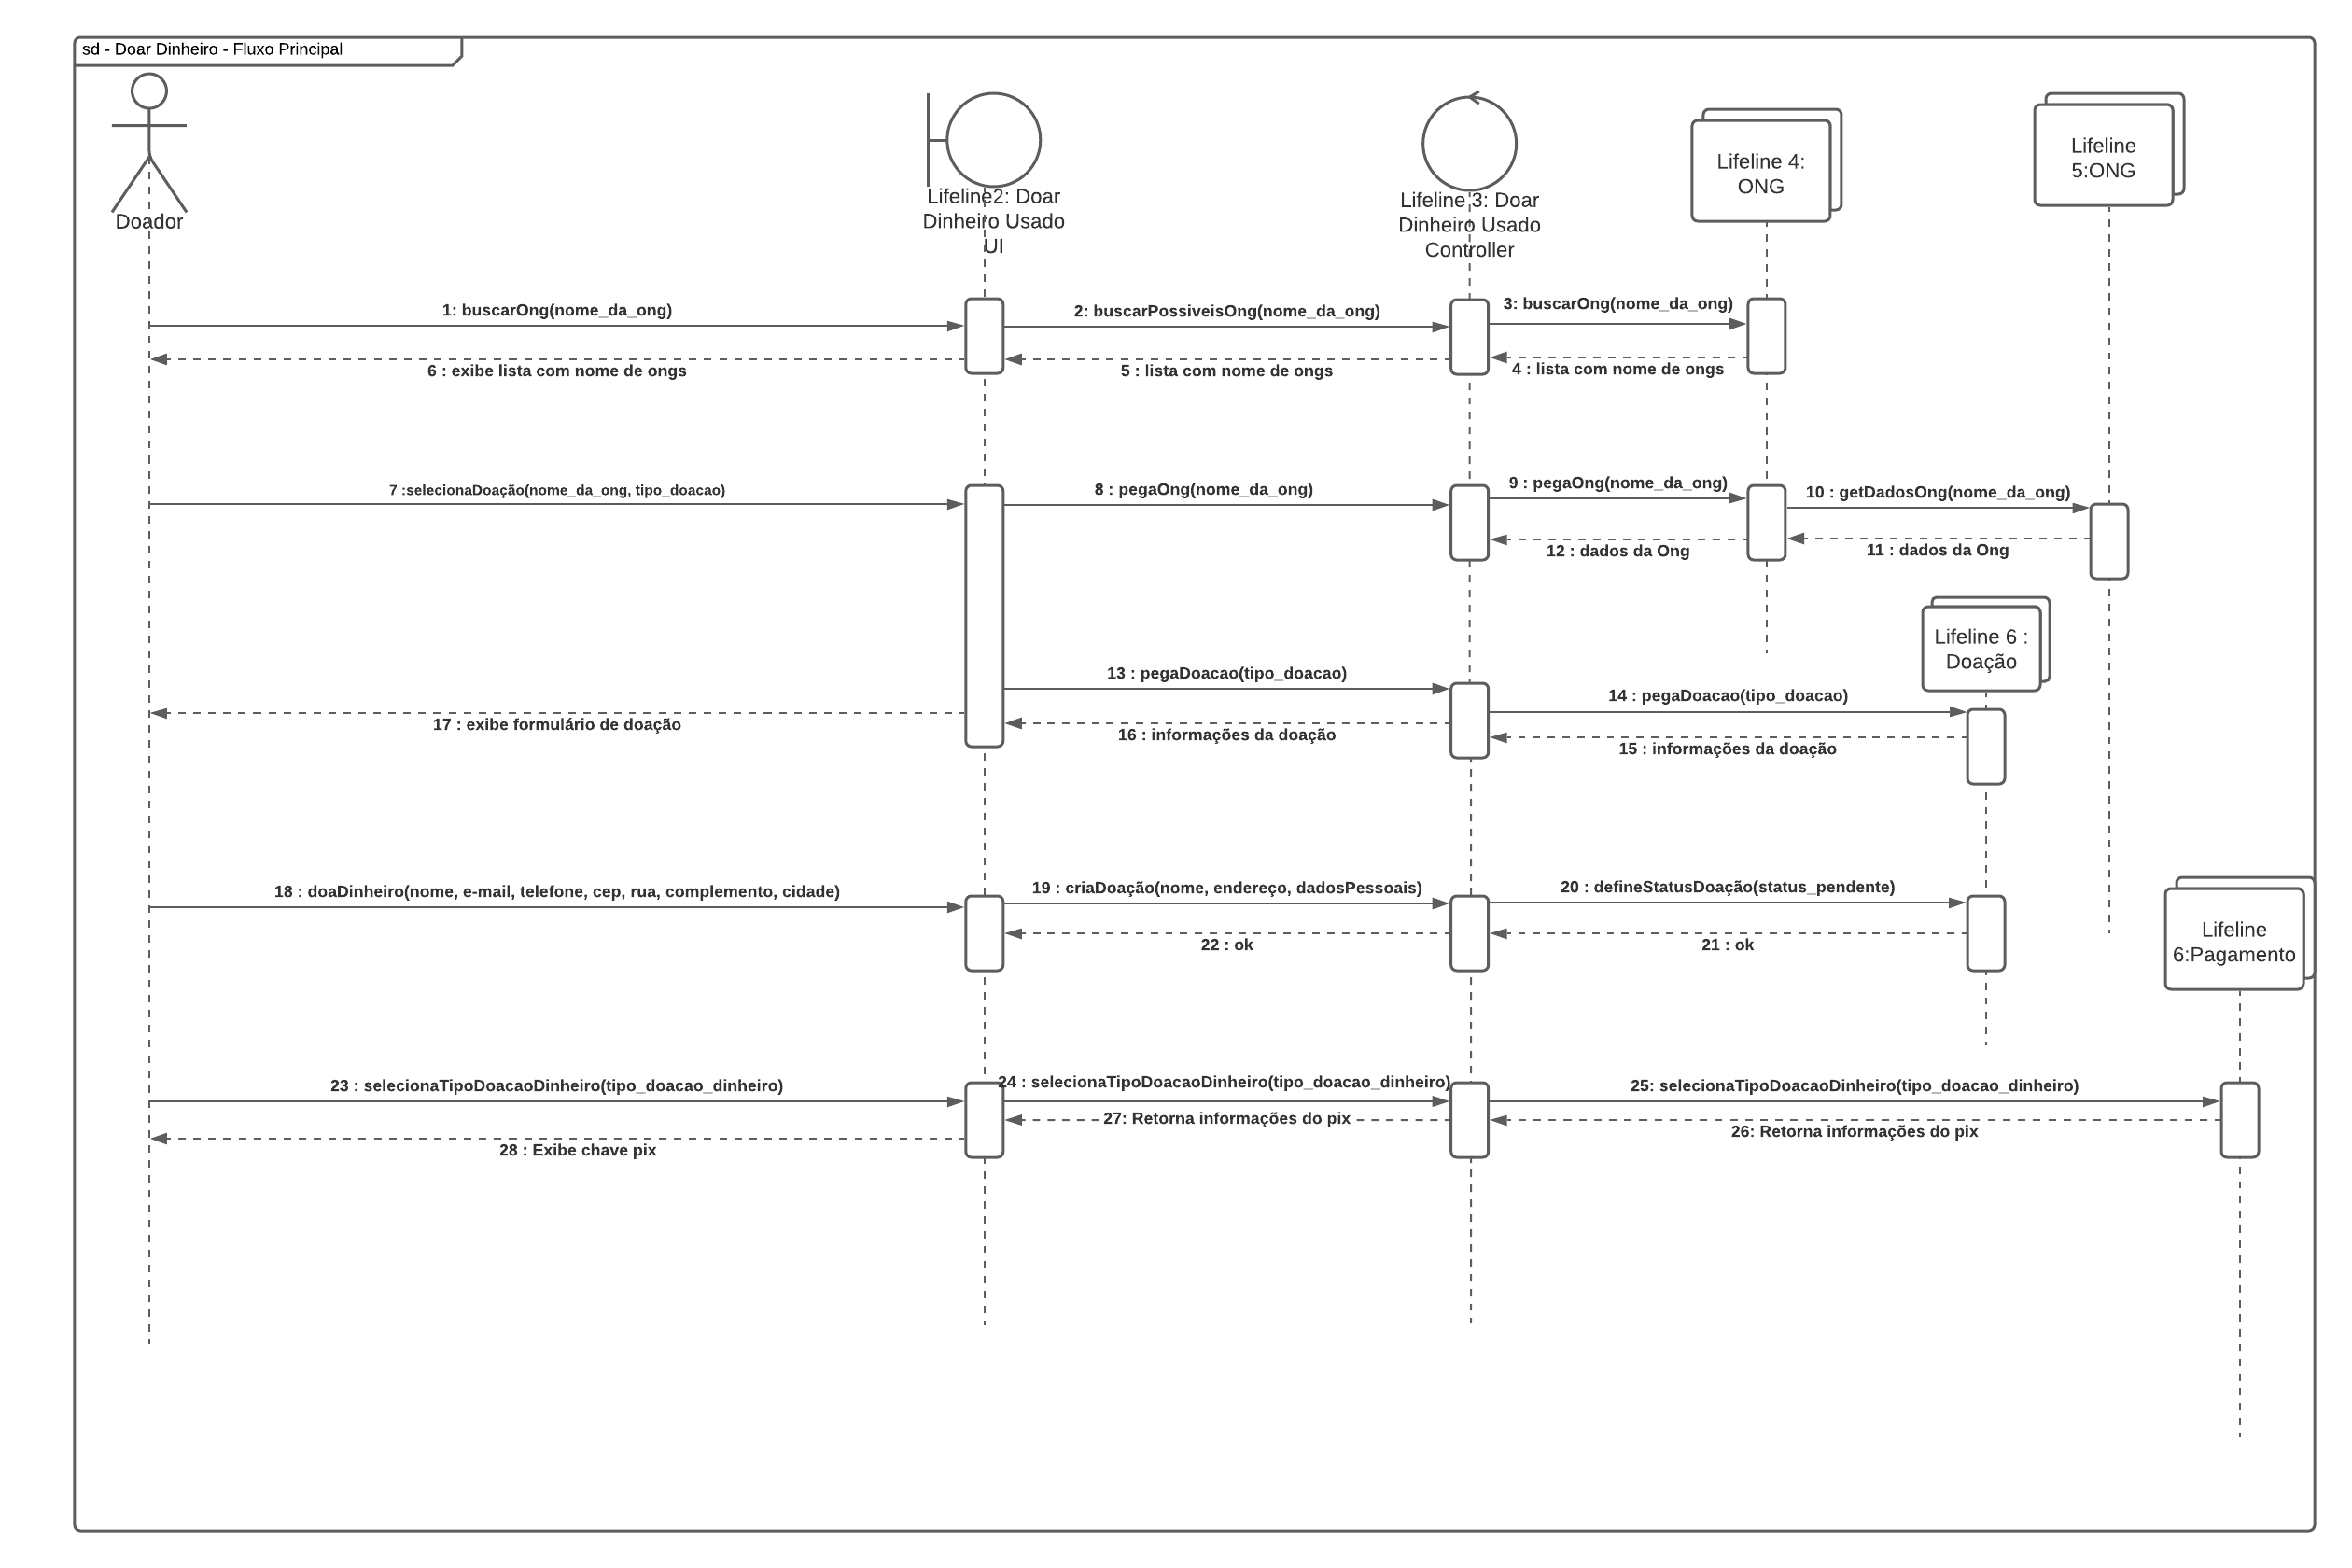 sd - Doar Dinheiro - Fluxo Principal
Doador
Lifeline2: Doar
Dinheiro Usado
UI
Lifeline 3: Doar
Dinheiro Usado
Controller
Lifeline 4:
ONG
Lifeline
5:ONG
1: buscarOng(nome_da_ong)
2: buscarPossiveisOng(nome_da_ong)
3: buscarOng(nome_da_ong)
6 : exibe lista com nome de ongs
5 : lista com nome de ongs
4 : lista com nome de ongs
7 :selecionaDoação(nome_da_ong, tipo_doacao)
8 : pegaOng(nome_da_ong)
9 : pegaOng(nome_da_ong)
10 : getDadosOng(nome_da_ong)
12 : dados da Ong
11 : dados da Ong
Lifeline 6 :
Doação
13 : pegaDoacao(tipo_doacao)
14 : pegaDoacao(tipo_doacao)
17 : exibe formulário de doação
16 : informações da doação
15 : informações da doação
18 : doaDinheiro(nome, e-mail, telefone, cep, rua, complemento, cidade)
19 : criaDoação(nome, endereço, dadosPessoais)
20 : defineStatusDoação(status_pendente)
22 : ok
21 : ok
Lifeline
6:Pagamento
23 : selecionaTipoDoacaoDinheiro(tipo_doacao_dinheiro)
24 : selecionaTipoDoacaoDinheiro(tipo_doacao_dinheiro)
25: selecionaTipoDoacaoDinheiro(tipo_doacao_dinheiro)
27: Retorna informações do pix
26: Retorna informações do pix
28 : Exibe chave pix